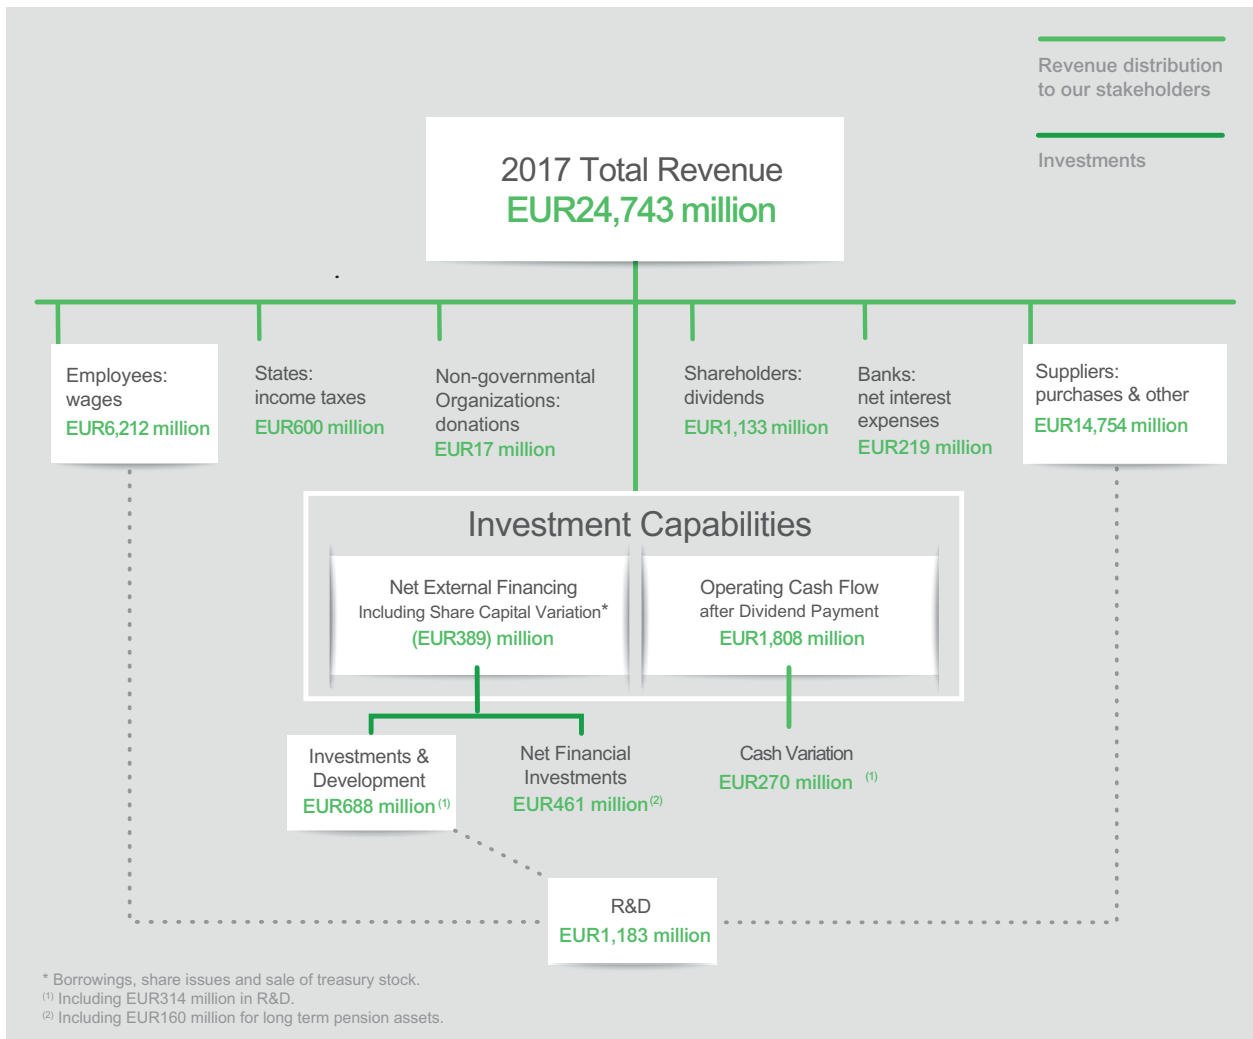 Revenue distribution
to our stakeholders
Investments
2017 Total Revenue
EUR24,743 million
Employees:
wages
EUR6,212 million
States:
income taxes
EUR600 million
Non-governmental
Organizations:
donations
EUR17 million
Shareholders:
dividends
EUR1,133 million
Banks:
net interest
expenses
EUR219 million
Suppliers:
purchases & other
EUR14,754 million
Investment Capabilities
Net External Financing
Including Share Capital Variation*
(EUR389) million
Operating Cash Flow
after Dividend Payment
EUR1,808 million
Investments &
Development
EUR688 million (1)
Net Financial
Investments
EUR461 million (2)
Cash Variation
EUR270 million (1)
R&D
EUR1,183 million
* Borrowings, share issues and sale of treasury stock.
(1) Including EUR314 million in R&D.
(2) Including EUR160 million for long term pension assets.